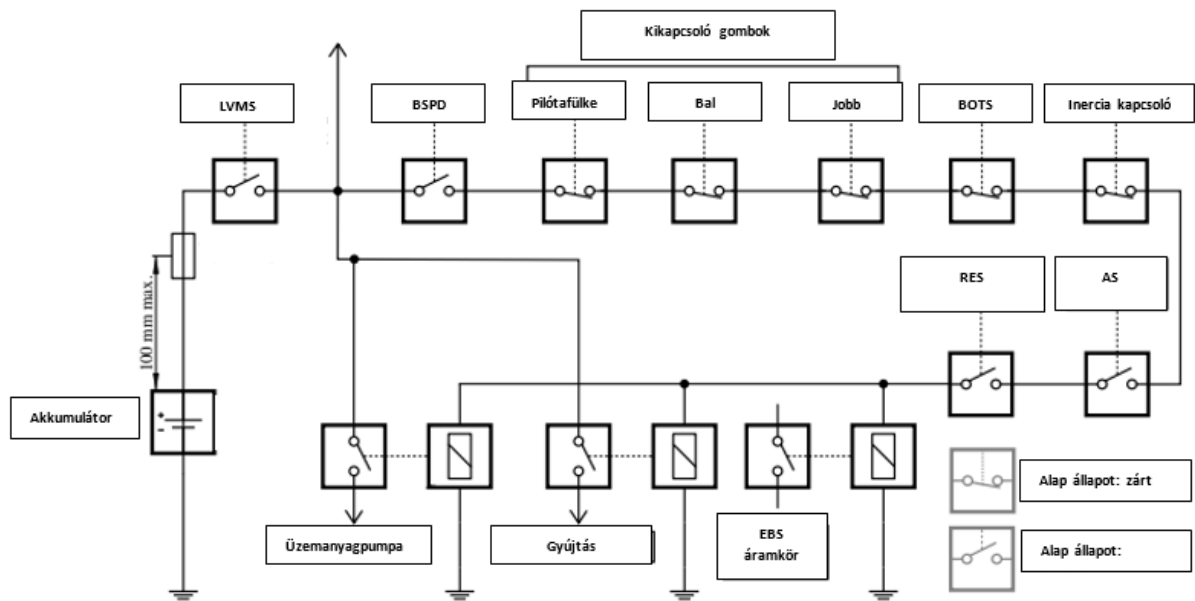 Kikapcsoló gombok
LVMS
BSPD
Pilótafülke
Bal
Jobb
BOTS
Inercia kapcsoló
100 mm max.
RES
AS
Akkumulátor
+
-
Üzemanyagpumpa
Gyújtás
EBS
áramkör
Alap állapot: zárt
Alap állapot: